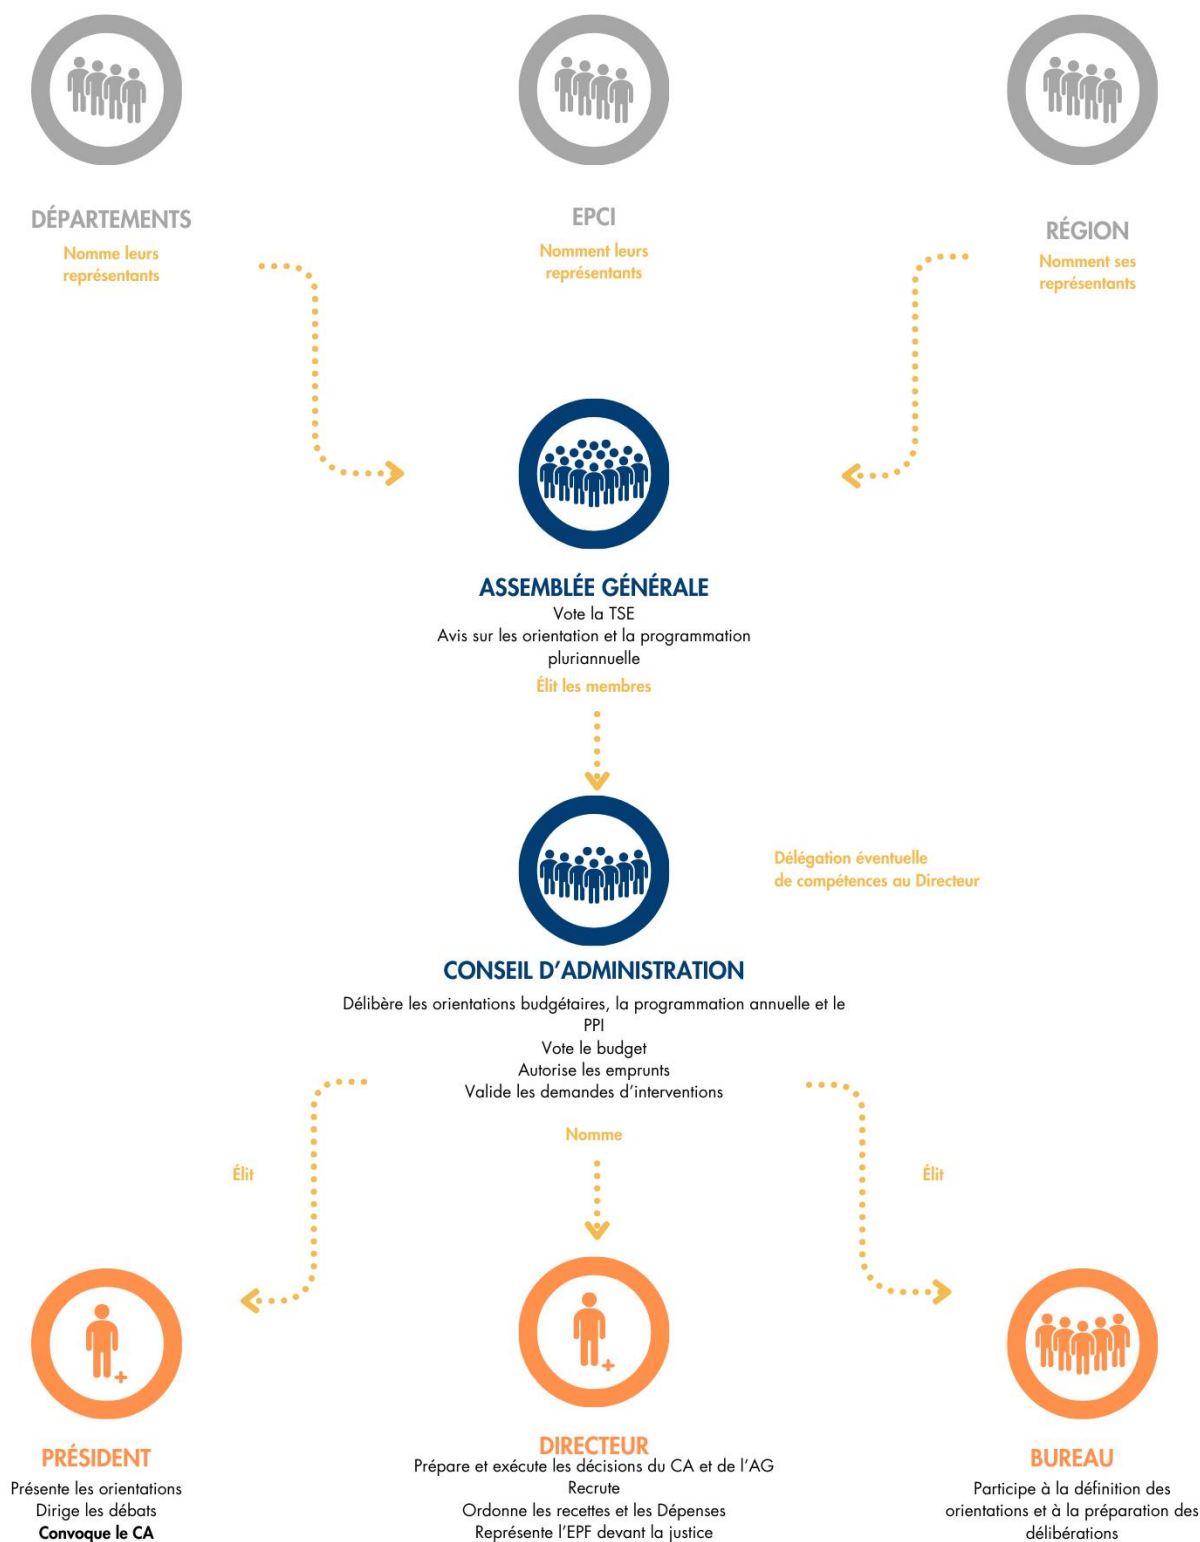 DÉPARTEMENTS
Nomme leurs
représentants
EPCI
Nomment leurs
représentants
RÉGION
Nomment ses
représentants
ASSEMBLÉE GÉNÉRALE
Vote la TSE
Avis sur les orientation et la programmation
pluriannuelle
Élit les membres
Délégation éventuelle
de compétences au Directeur
CONSEIL D'ADMINISTRATION
Délibère les orientations budgétaires, la programmation annuelle et le
PPI
Vote le budget
Autorise les emprunts
Valide les demandes d'interventions
Élit
Nomme
Élit
PRÉSIDENT
Présente les orientations
Dirige les débats
Convoque le CA
DIRECTEUR
Prépare et exécute les décisions du CA et de l'AG
Recrute
Ordonne les recettes et les Dépenses
Représente l'EPF devant la justice
BUREAU
Participe à la définition des
orientations et à la préparation des
délibérations